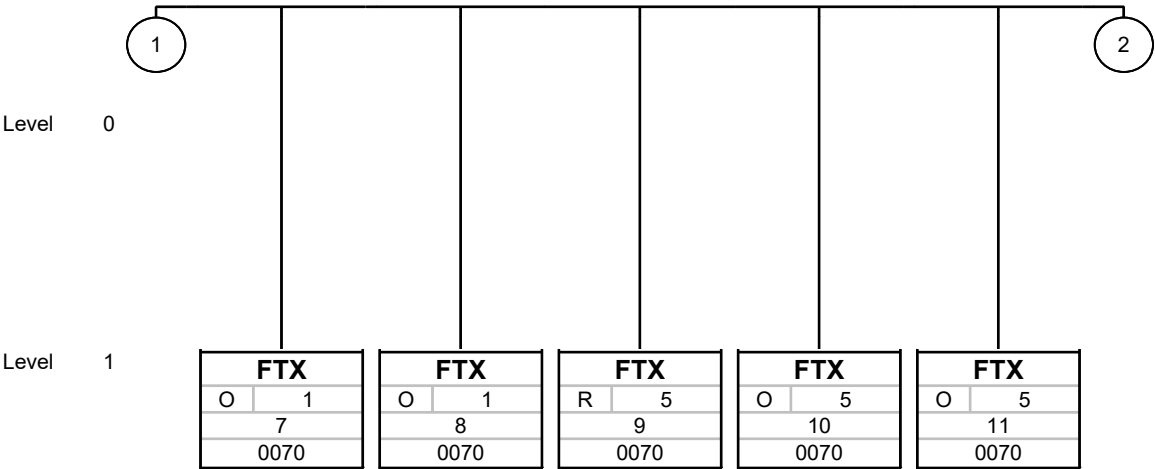 1 2
Level 0
Level 1
FTX FTX FTX FTX FTX
O 1 O 1 R 5 O 5 O 5
7 8 9 10 11
0070 0070 0070 0070 0070